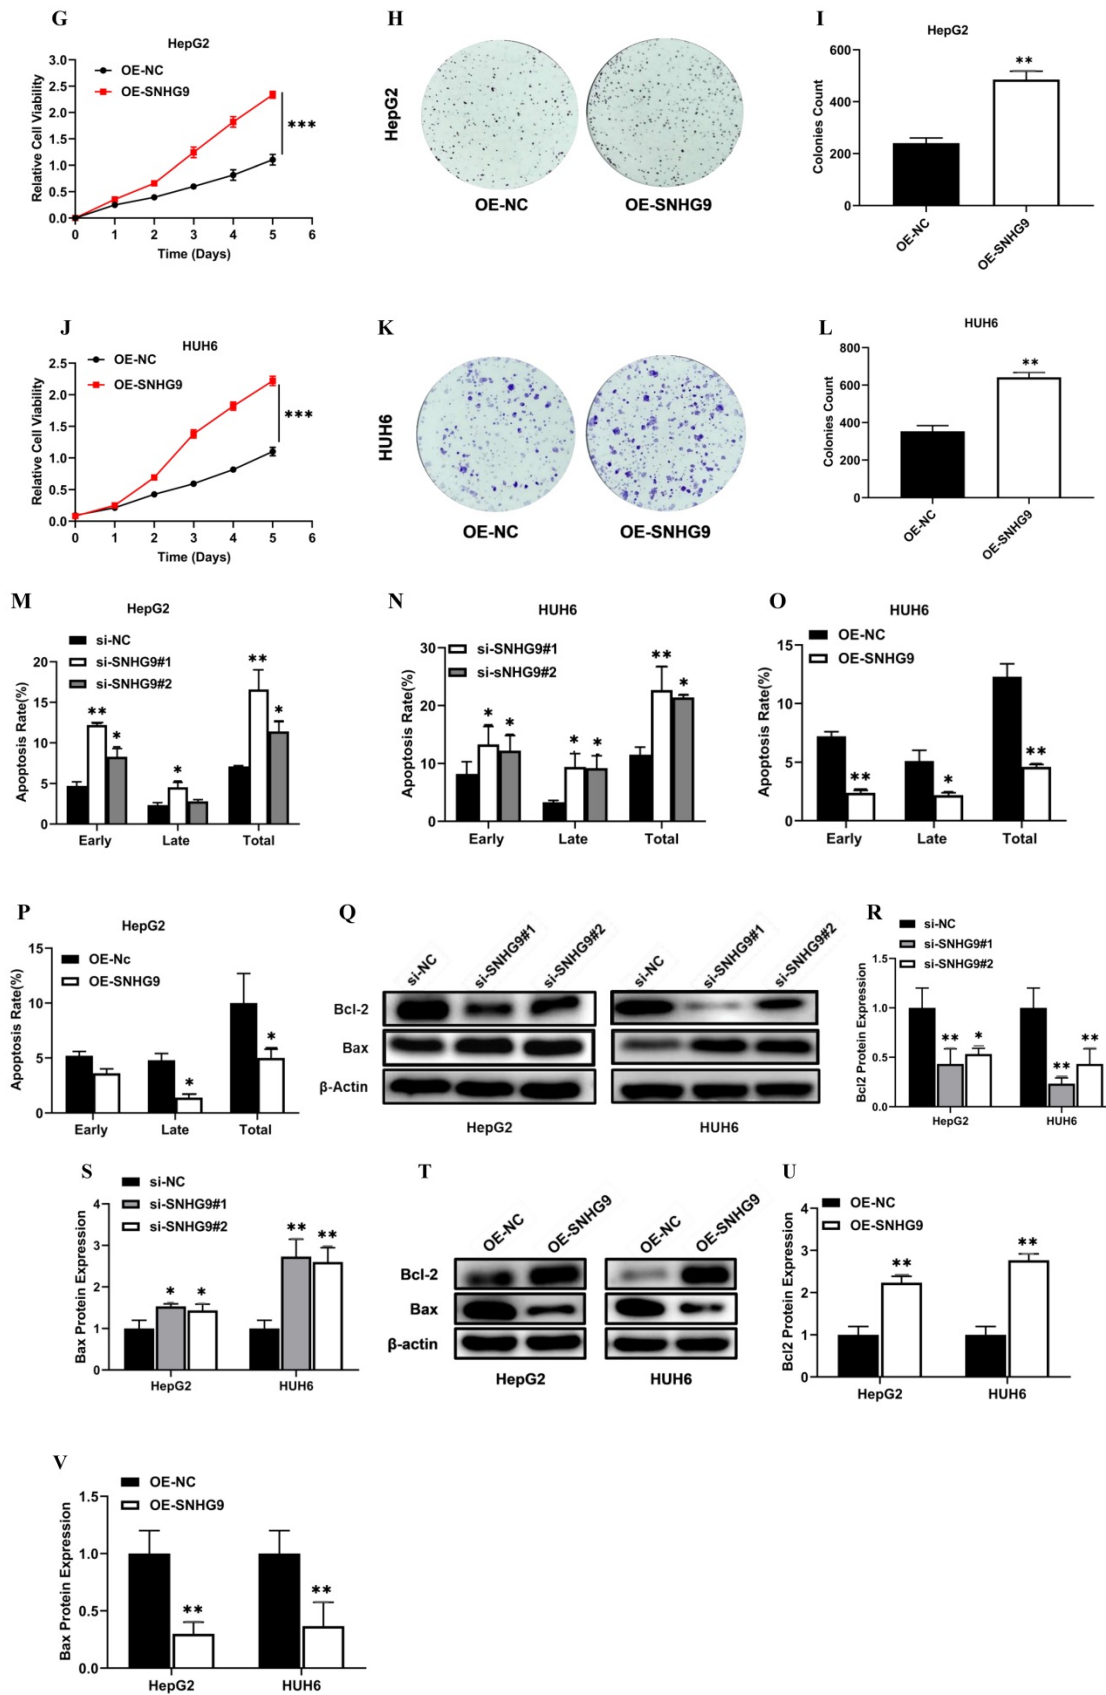 G
HepG2
OE-NC
OE-SNHG9
3.0
2.5
2.0
1.5
1.0
0.5
0.0
Relative Cell Viability
***
0 1 2 3 4 5 6
Time (Days)
H
HepG2
OE-NC OE-SNHG9
I
HepG2
600
400
200
0
Colonies Count
**
OE-NC
OE-SNHG9
J
HUH6
OE-NC
OE-SNHG9
2.5
2.0
1.5
1.0
0.5
0.0
Relative Cell Viability
***
0 1 2 3 4 5 6
Time (Days)
K
HUH6
OE-NC OE-SNHG9
L
HUH6
800
600
400
200
0
Colonies Count
**
OE-NC
OE-SNHG9
M
HepG2
si-NC
si-SNHG9#1
si-SNHG9#2
20
15
10
5
0
Apoptosis Rate(%)
** * * ** *
Early Late Total
N
HUH6
si-SNHG9#1
si-sNHG9#2
30
20
10
0
Apoptosis Rate(%)
* * * * ** *
Early Late Total
O
HUH6
OE-NC
OE-SNHG9
15
10
5
0
Apoptosis Rate(%)
** * **
Early Late Total
P
HepG2
OE-Nc
OE-SNHG9
15
10
5
0
Apoptosis Rate(%)
* *
Early Late Total
Q
si-NC si-SNHG9#1 si-SNHG9#2 si-NC si-SNHG9#1 si-SNHG9#2
Bcl-2
Bax
β-Actin
HepG2 HUH6
R
si-NC
si-SNHG9#1
si-SNHG9#2
1.5
1.0
0.5
0.0
Bcl2 Protein Expression
** * ** **
HepG2 HUH6
S
si-NC
si-SNHG9#1
si-SNHG9#2
4
3
2
1
0
Bax Protein Expression
* * ** **
HepG2 HUH6
T
OE-NC OE-SNHG9 OE-NC OE-SNHG9
Bcl-2
Bax
β-actin
HepG2 HUH6
U
OE-NC
OE-SNHG9
4
3
2
1
0
Bcl2 Protein Expression
** **
HepG2 HUH6
V
OE-NC
OE-SNHG9
1.5
1.0
0.5
0.0
Bax Protein Expression
** **
HepG2 HUH6